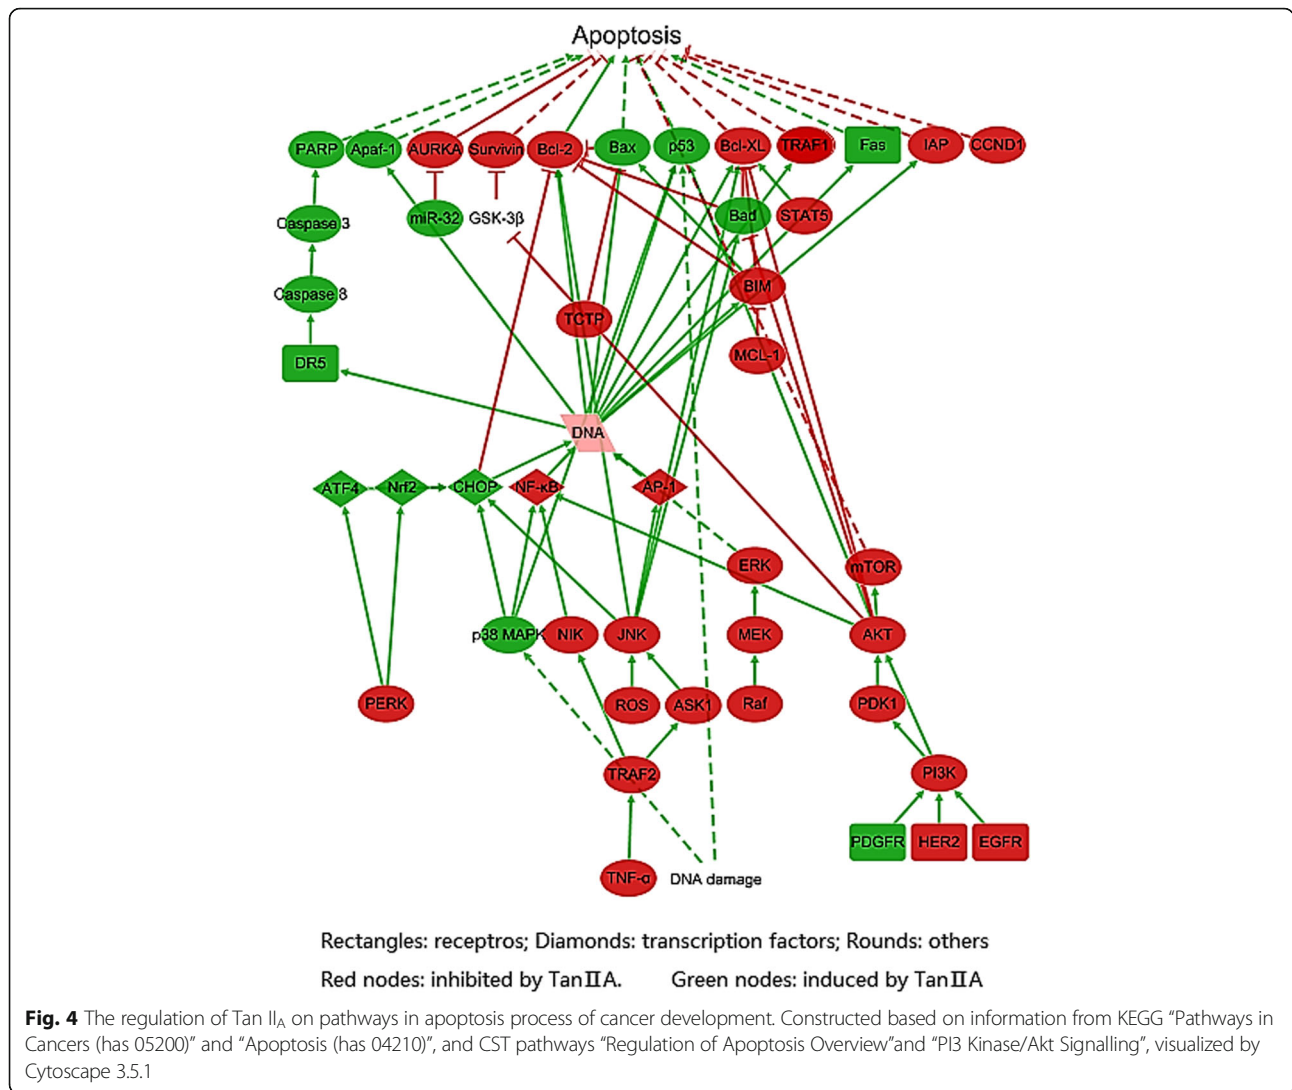 Apoptosis
PARP Apaf-1 AURKA Survivin Bcl-2 Bax p53 Bcl-XL TRAF1 Fas IAP CCND1
Caspase 3 miR-32 GSK-3β Bad STAT5
Caspase 8 BIM
TCTP
DR5 MCL-1
DNA
ATF4 Nrf2 CHOP NF-κB AP-1
ERK mTOR
p38 MAPK NIK JNK MEK AKT
PERK ROS ASK1 Raf PDK1
TRAF2 PI3K
PDGFR HER2 EGFR
TNF-α DNA damage
Rectangles: receptros; Diamonds: transcription factors; Rounds: others
Red nodes: inhibited by TanⅡA. Green nodes: induced by TanⅡA
Fig. 4 The regulation of Tan IIA on pathways in apoptosis process of cancer development. Constructed based on information from KEGG “Pathways in
Cancers (has 05200)” and “Apoptosis (has 04210)”, and CST pathways “Regulation of Apoptosis Overview”and “PI3 Kinase/Akt Signalling”, visualized by
Cytoscape 3.5.1